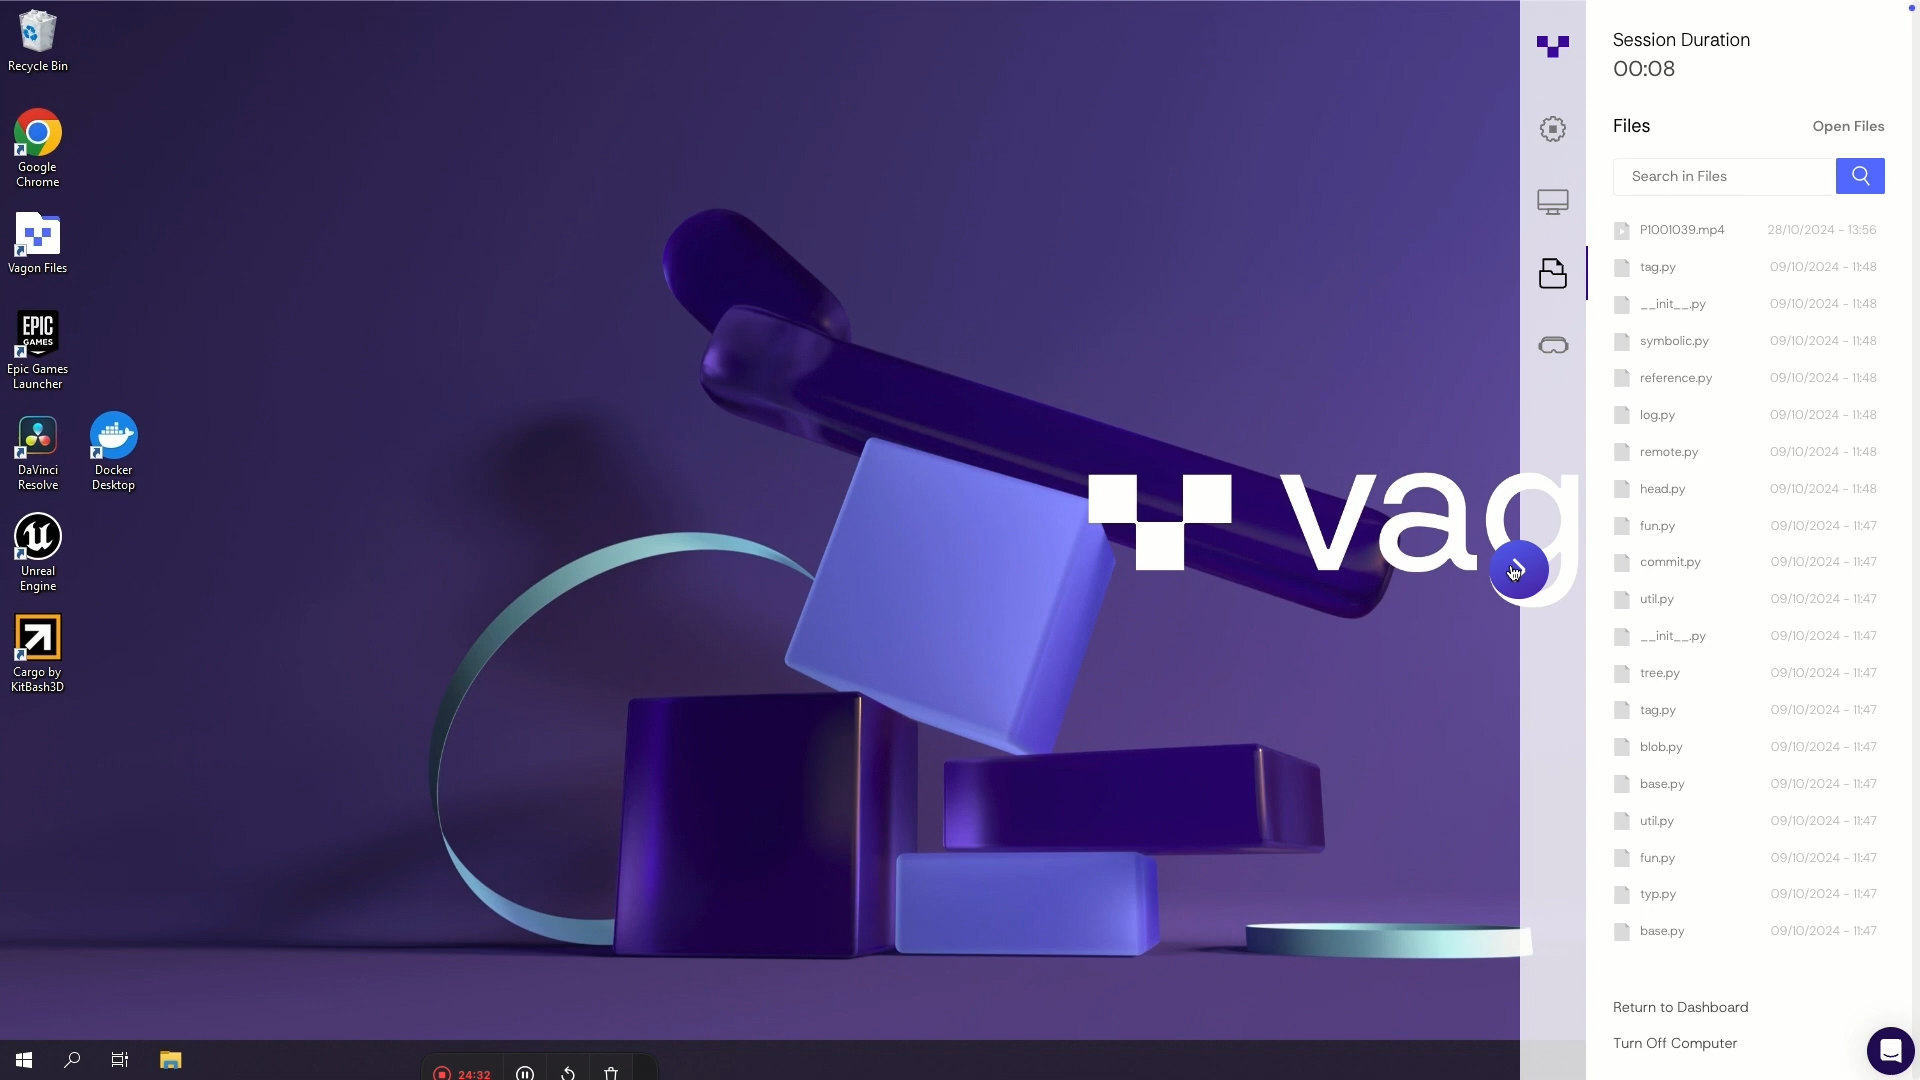 Recycle Bin
Google
Chrome
Vagon Files
EPIC
GAMES
Epic Games
Launcher
DaVinci
Resolve
Docker
Desktop
Unreal
Engine
Cargo by
KitBash3D
vag
24:32
Session Duration
00:08
Files
Open Files
Search in Files
P1001039.mp4 28/10/2024 - 13:56
tag.py 09/10/2024 - 11:48
__init__.py 09/10/2024 - 11:48
symbolic.py 09/10/2024 - 11:48
reference.py 09/10/2024 - 11:48
log.py 09/10/2024 - 11:48
remote.py 09/10/2024 - 11:48
head.py 09/10/2024 - 11:48
fun.py 09/10/2024 - 11:47
commit.py 09/10/2024 - 11:47
util.py 09/10/2024 - 11:47
__init__.py 09/10/2024 - 11:47
tree.py 09/10/2024 - 11:47
tag.py 09/10/2024 - 11:47
blob.py 09/10/2024 - 11:47
base.py 09/10/2024 - 11:47
util.py 09/10/2024 - 11:47
fun.py 09/10/2024 - 11:47
typ.py 09/10/2024 - 11:47
base.py 09/10/2024 - 11:47
Return to Dashboard
Turn Off Computer